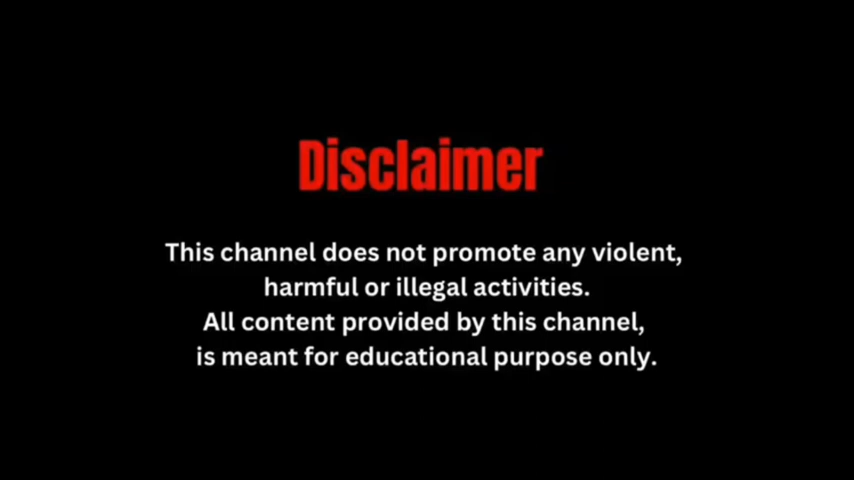 Disclaimer
This channel does not promote any violent,
harmful or illegal activities.
All content provided by this channel,
is meant for educational purpose only.